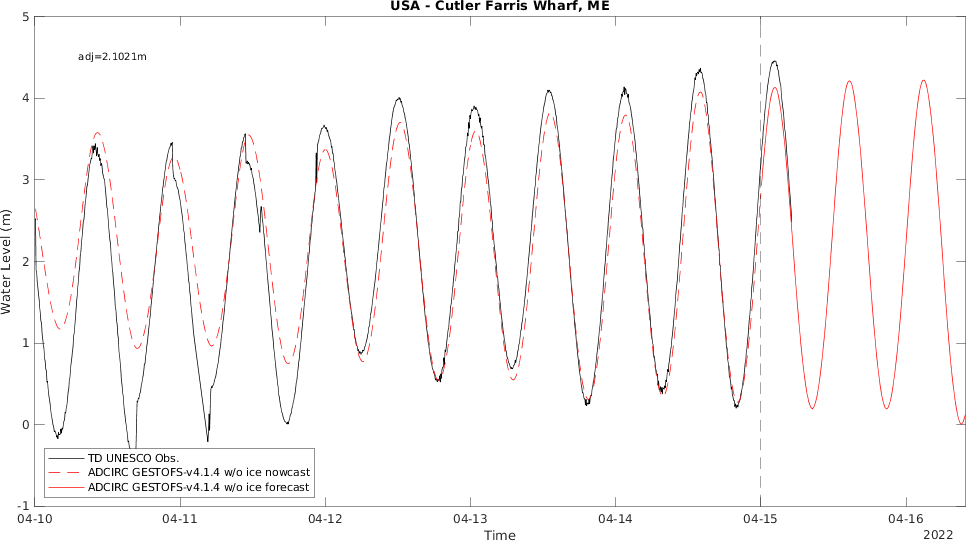 USA - Cutler Farris Wharf, ME
5
adj=2.1021m
4
3
2
1
0
-1
Water Level (m)
TD UNESCO Obs.
ADCIRC GESTOFS-v4.1.4 w/o ice nowcast
ADCIRC GESTOFS-v4.1.4 w/o ice forecast
04-10 04-11 04-12 04-13 04-14 04-15 04-16
Time
2022